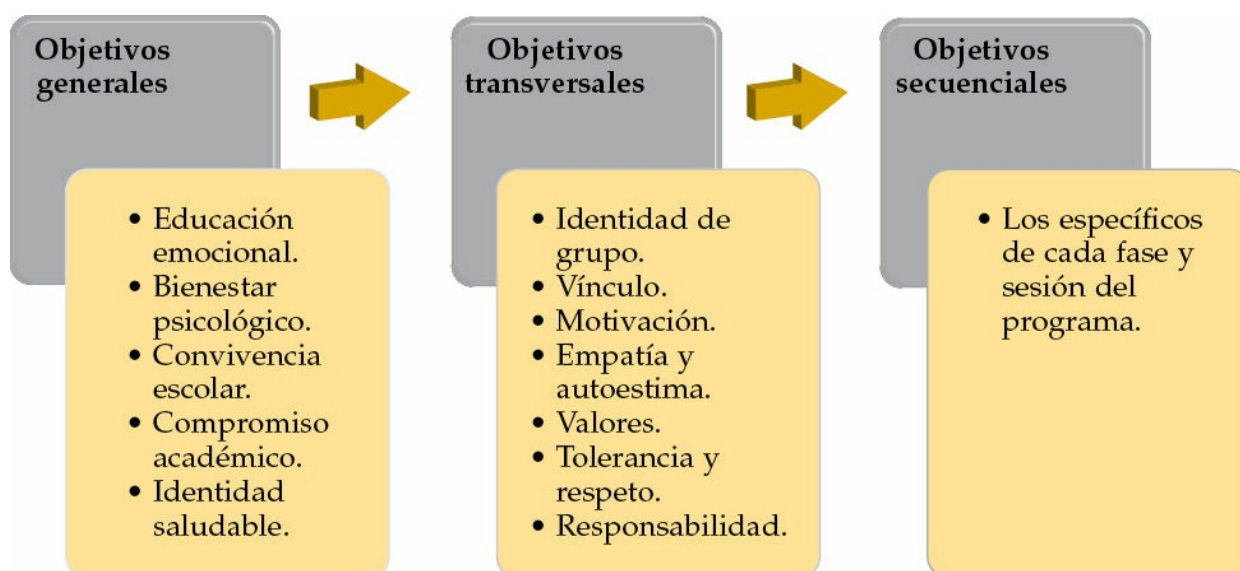 Objetivos
generales
• Educación
emocional.
• Bienestar
psicológico.
• Convivencia
escolar.
• Compromiso
académico.
• Identidad
saludable.
Objetivos
transversales
• Identidad de
grupo.
• Vínculo.
• Motivación.
• Empatía y
autoestima.
• Valores.
• Tolerancia y
respeto.
• Responsabilidad.
Objetivos
secuenciales
• Los específicos
de cada fase y
sesión del
programa.